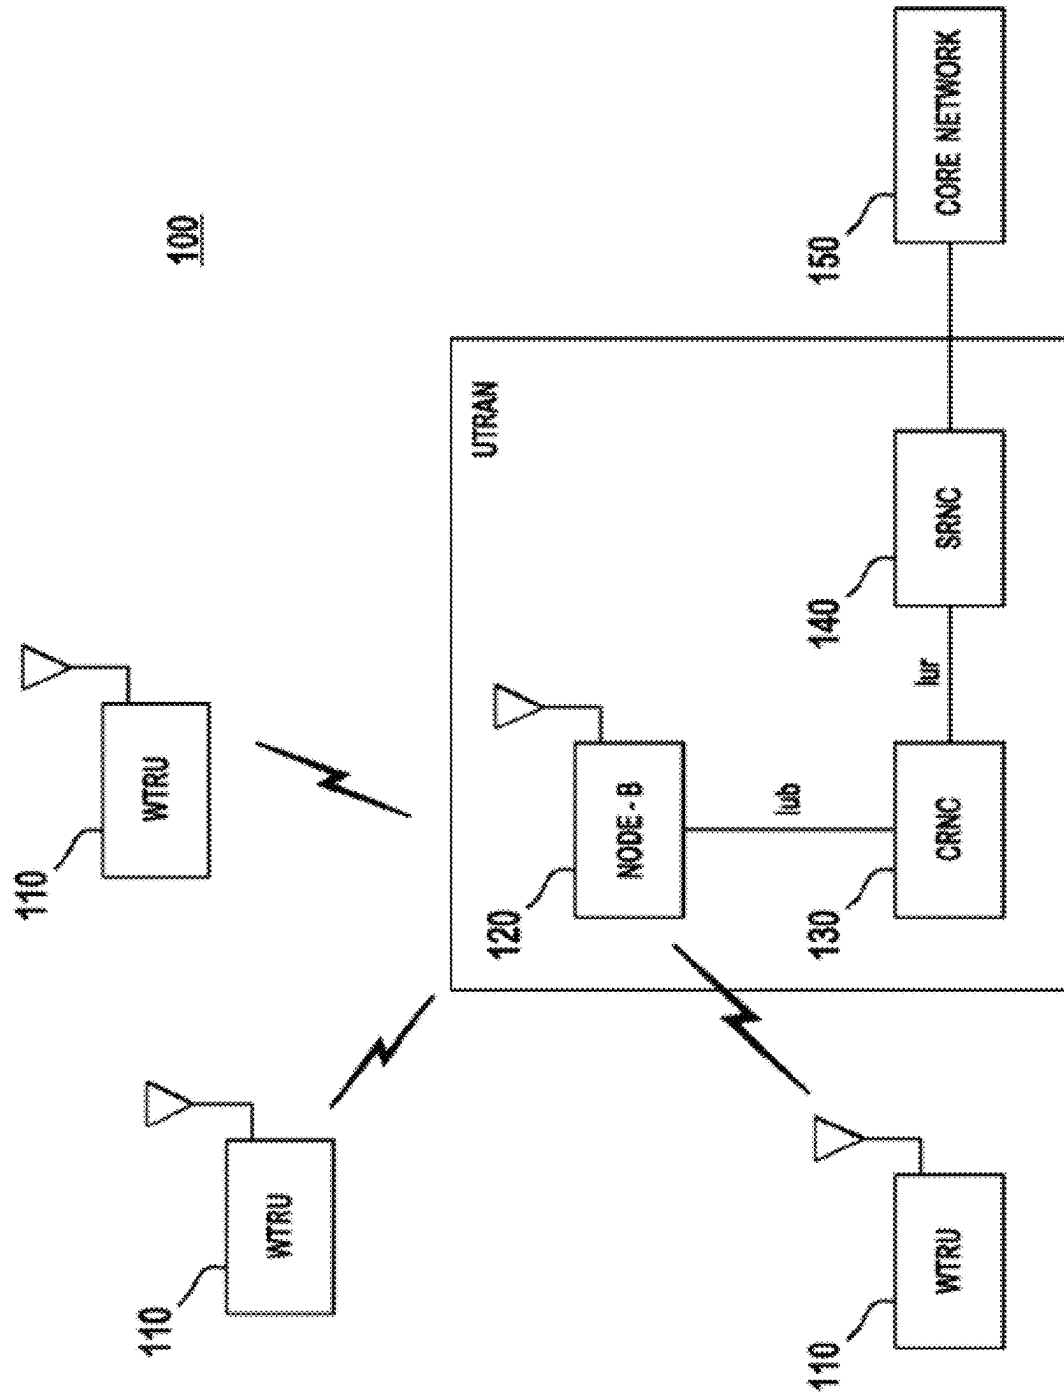 110
WTRU
110
100
WTRU
UTRAN
120
NODE - B
Iub
110
130
140
150
Iur
WTRU
CRNC
SRNC
CORE NETWORK